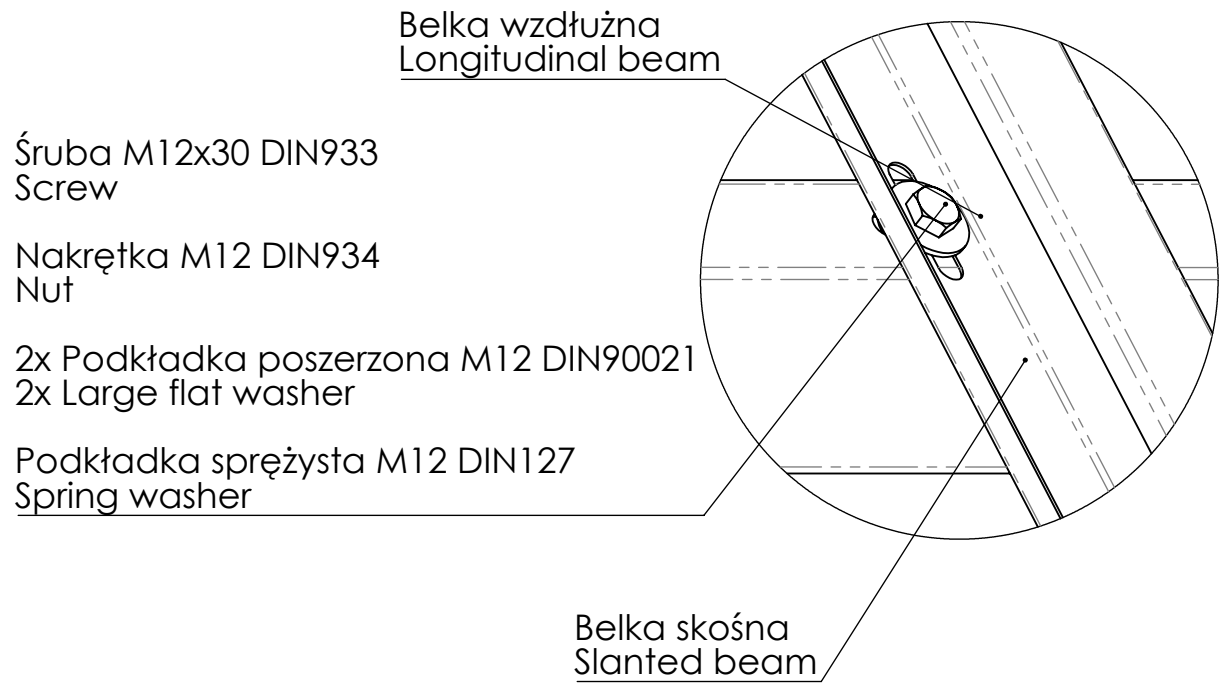 Belka wzdłużna
Longitudinal beam
Śruba M12x30 DIN933
Screw
Nakrętka M12 DIN934
Nut
2x Podkładka poszerzona M12 DIN90021
2x Large flat washer
Podkładka sprężysta M12 DIN127
Spring washer
Belka skośna
Slanted beam